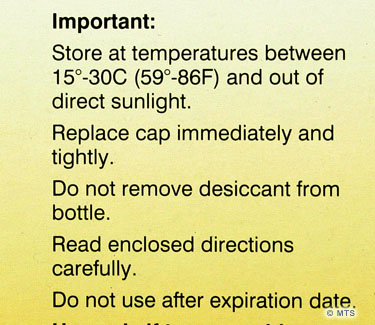 Important:
Store at temperatures between
15°-30C (59°-86F) and out of
direct sunlight.
Replace cap immediately and
tightly.
Do not remove desiccant from
bottle.
Read enclosed directions
carefully.
Do not use after expiration date.
© MTS